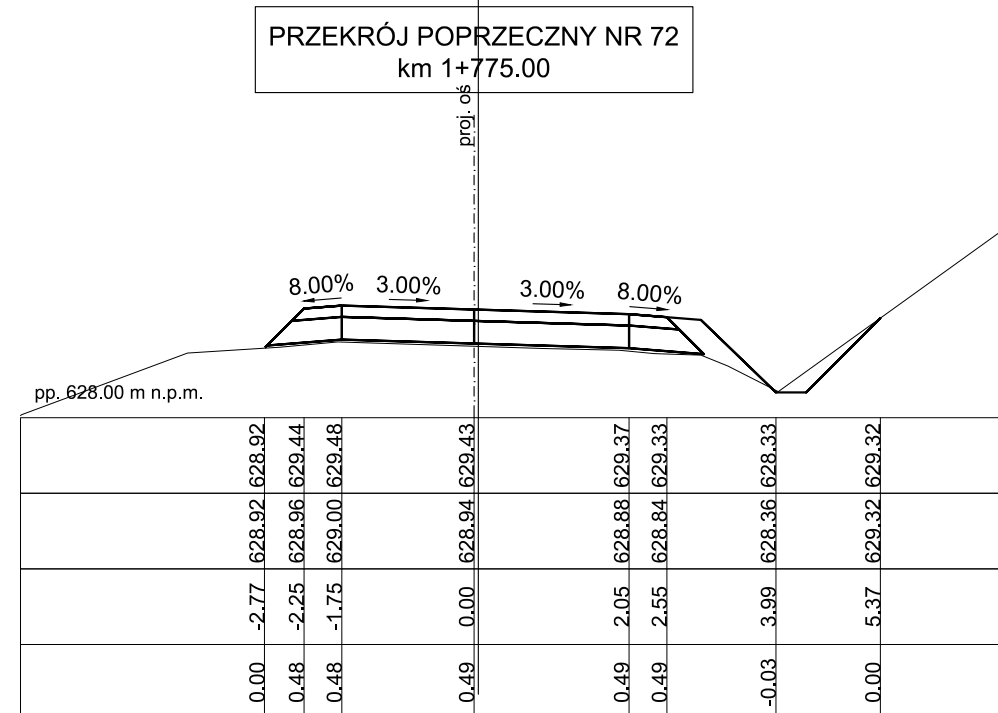 PRZEKRÓJ POPRZECZNY NR 72
km 1+775.00
proj. oś
8.00% 3.00% 3.00% 8.00%
pp. 628.00 m n.p.m.
628.92 629.44 629.48 629.43 629.37 629.33 628.33 629.32
628.92 628.96 629.00 628.94 628.88 628.84 628.36 629.32
-2.77 -2.25 -1.75 0.00 2.05 2.55 3.99 5.37
0.00 0.48 0.48 0.49 0.49 0.49 -0.03 0.00